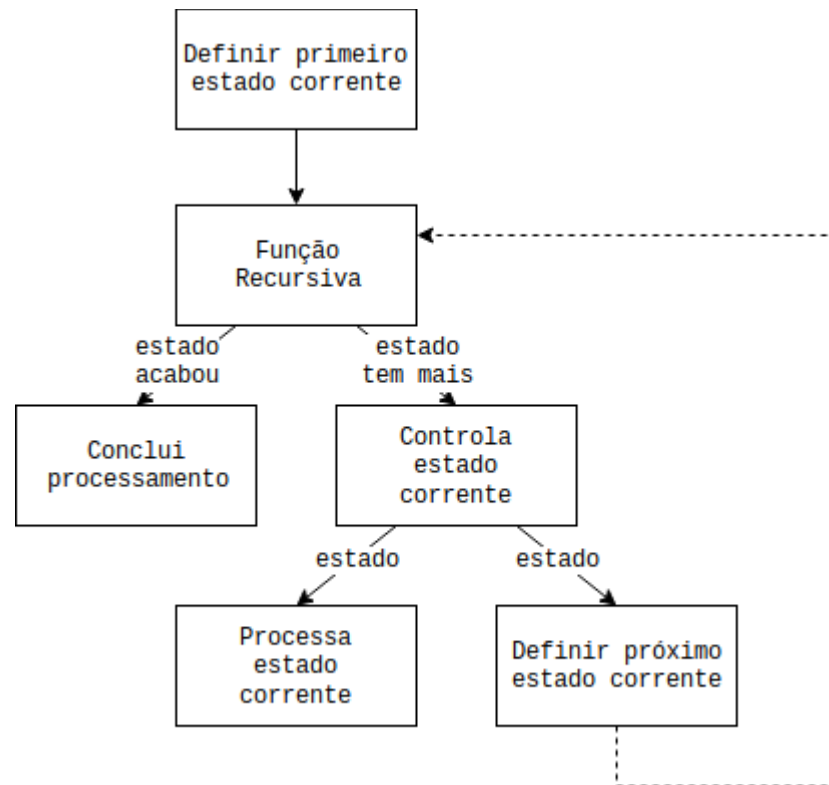 Definir primeiro
estado corrente
Função
Recursiva
estado
acabou
estado
tem mais
Conclui
processamento
Controla
estado
corrente
estado
estado
Processa
estado
corrente
Definir próximo
estado corrente